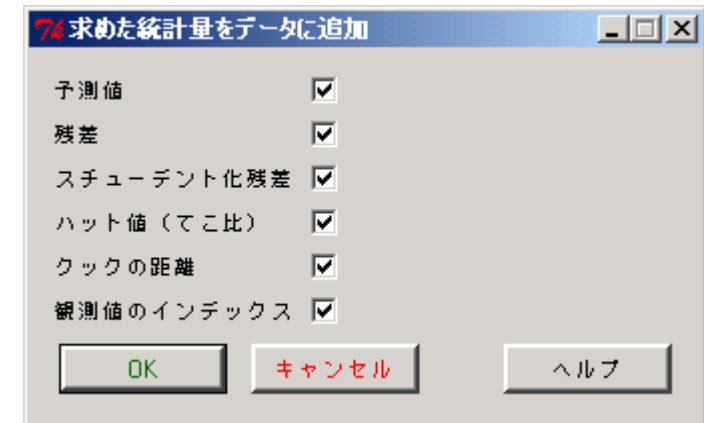 求めた統計量をデータに追加
予測値
残差
スチューデント化残差
ハット値（てこ比）
クックの距離
観測値のインデックス
OK キャンセル ヘルプ